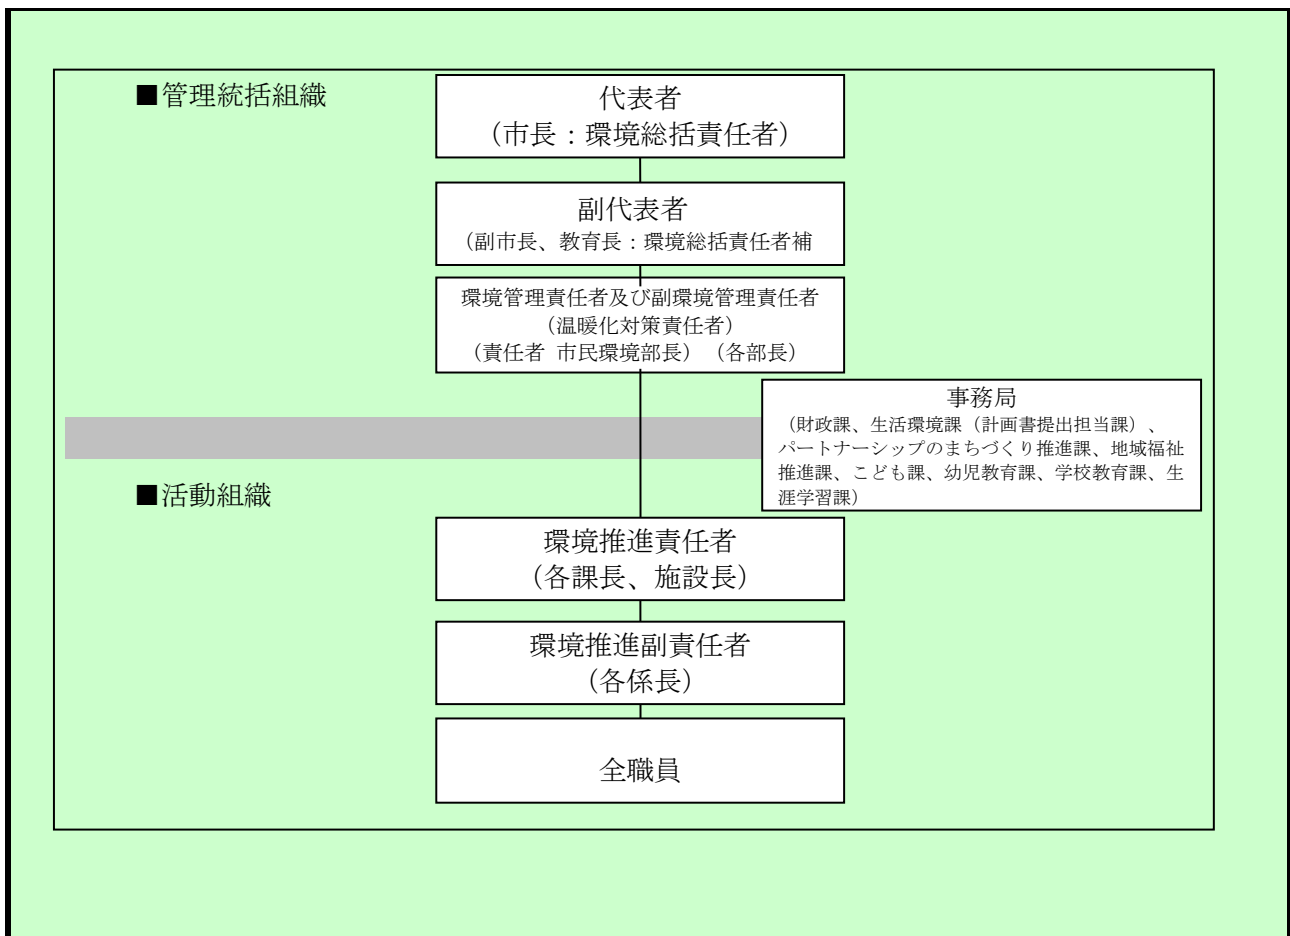 ■管理統括組織
代表者
（市長：環境総括責任者）
副代表者
（副市長、教育長：環境総括責任者補
環境管理責任者及び副環境管理責任者
（温暖化対策責任者）
（責任者 市民環境部長）（各部長）
事務局
（財政課、生活環境課（計画書提出担当課）、
パートナーシップのまちづくり推進課、地域福祉
推進課、こども課、幼児教育課、学校教育課、生
涯学習課）
■活動組織
環境推進責任者
（各課長、施設長）
環境推進副責任者
（各係長）
全職員